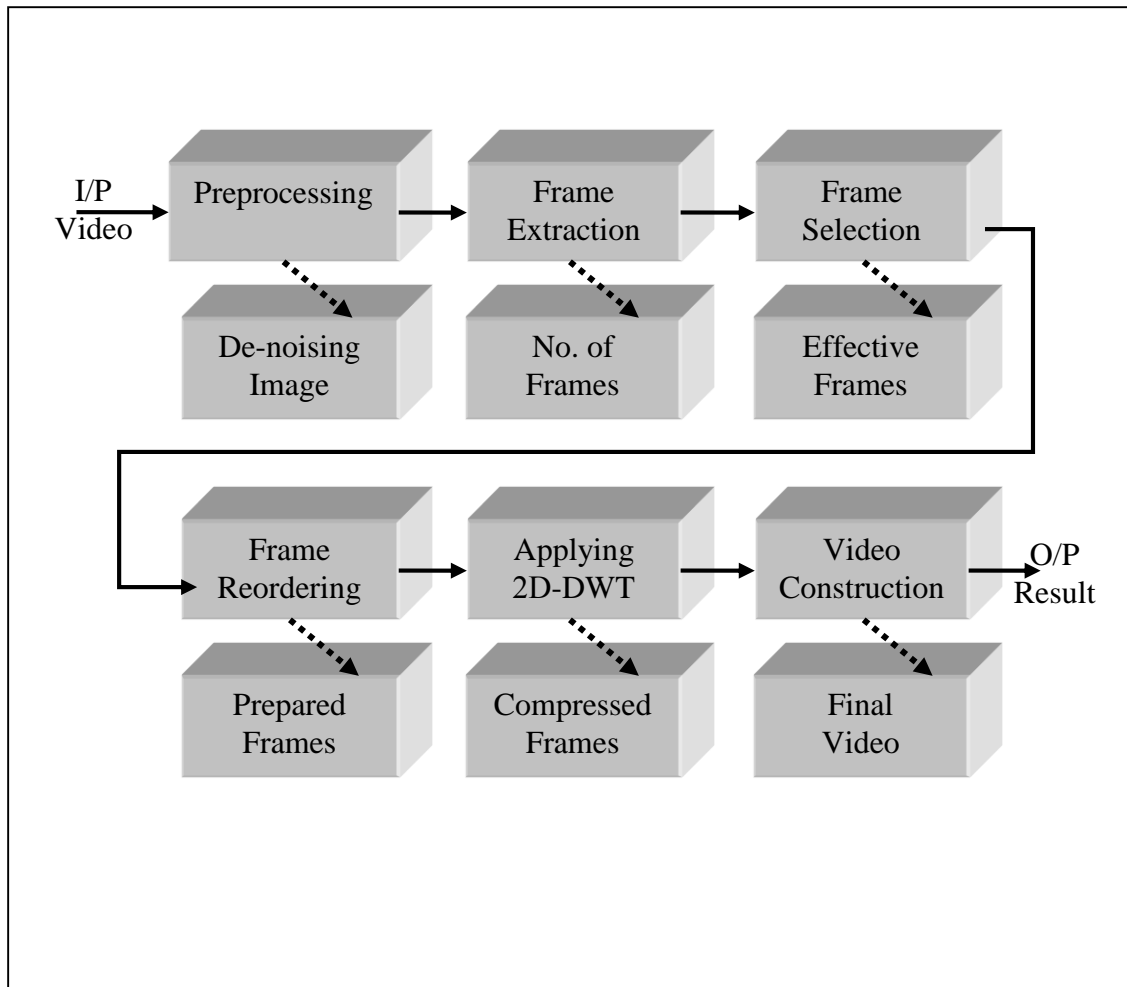 I/P
Video
Preprocessing
Frame
Extraction
Frame
Selection
De-noising
Image
No. of
Frames
Effective
Frames
Frame
Reordering
Applying
2D-DWT
Video
Construction
O/P
Result
Prepared
Frames
Compressed
Frames
Final
Video